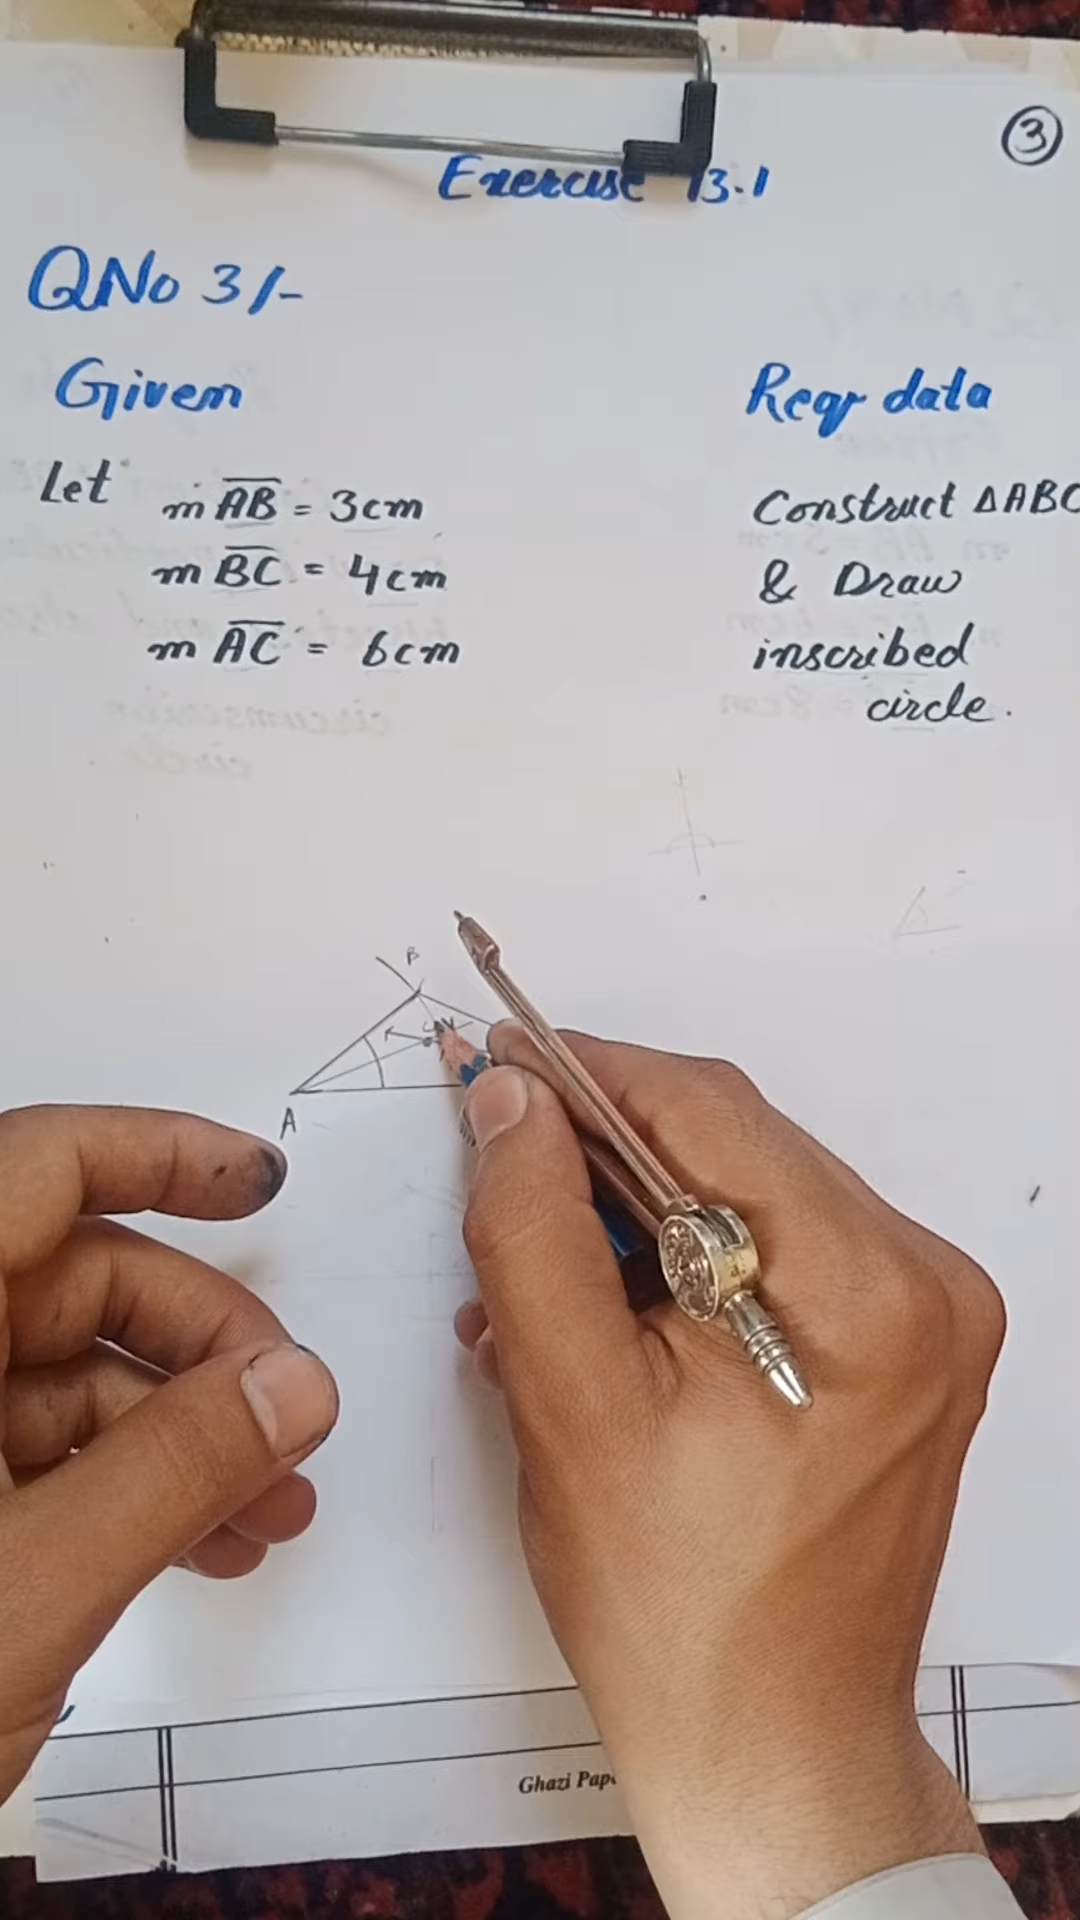 3
Exercise 13.1
QNo 3/-
Given
Let m AB = 3cm
m BC = 4cm
m AC = 6cm
Reqr data
Construct ΔABC
& Draw
inscribed
circle.
B
A
Ghazi Pap